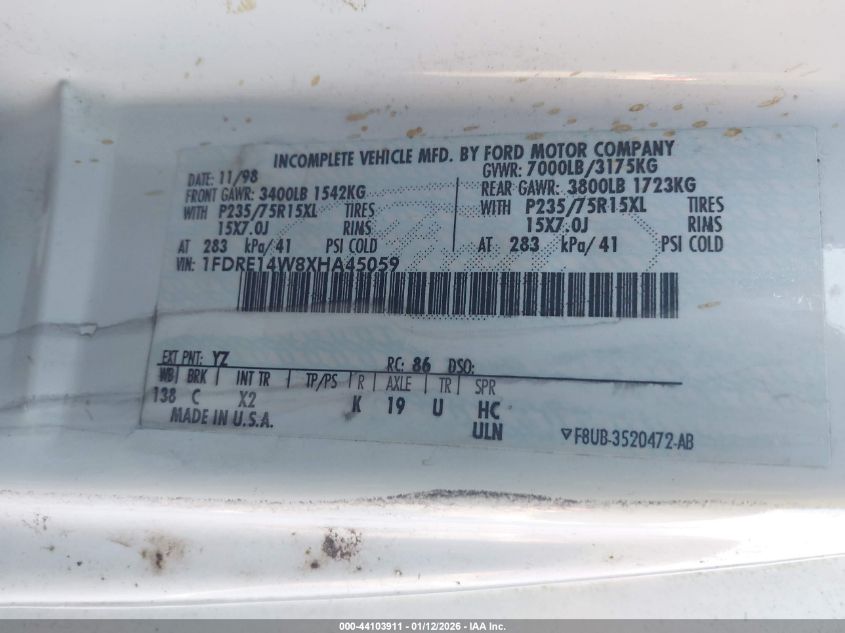 INCOMPLETE VEHICLE MFD. BY FORD MOTOR COMPANY
DATE: 11/98 GVWR: 7000LB/3175KG
FRONT GAWR: 3400LB 1542KG REAR GAWR: 3800LB 1723KG
WITH P235/75R15XL TIRES WITH P235/75R15XL TIRES
15X7.0J RIMS 15X7.0J RIMS
AT 283 kPa/41 PSI COLD AT 283 kPa/41 PSI COLD
VIN: 1FDRE14W8XHA45059
EXT PNT: YZ RC: 86 DSO:
WB BRK INT TR TP/PS R AXLE TR SPR
138 C X2 K 19 U HC
MADE IN U.S.A. ULN
F8UB-3520472-AB
000-44103911 - 01/12/2026 - IAA Inc.